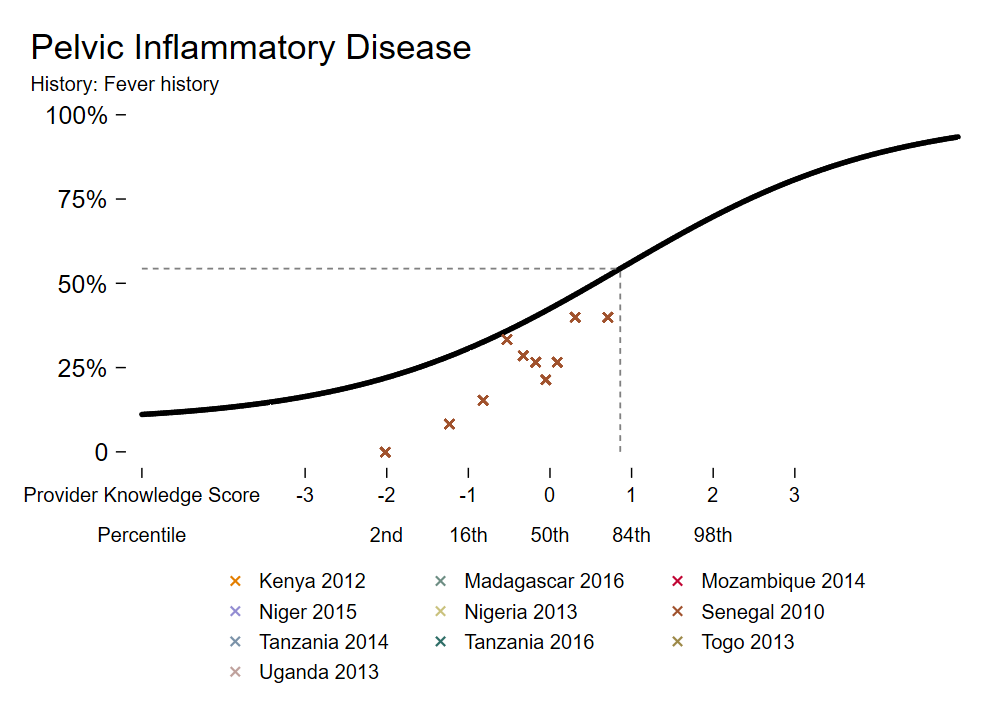 Pelvic Inflammatory Disease
History: Fever history
100%
75%
50%
25%
0
Provider Knowledge Score -3 -2 -1 0 1 2 3
Percentile 2nd 16th 50th 84th 98th
Kenya 2012 Madagascar 2016 Mozambique 2014
Niger 2015 Nigeria 2013 Senegal 2010
Tanzania 2014 Tanzania 2016 Togo 2013
Uganda 2013